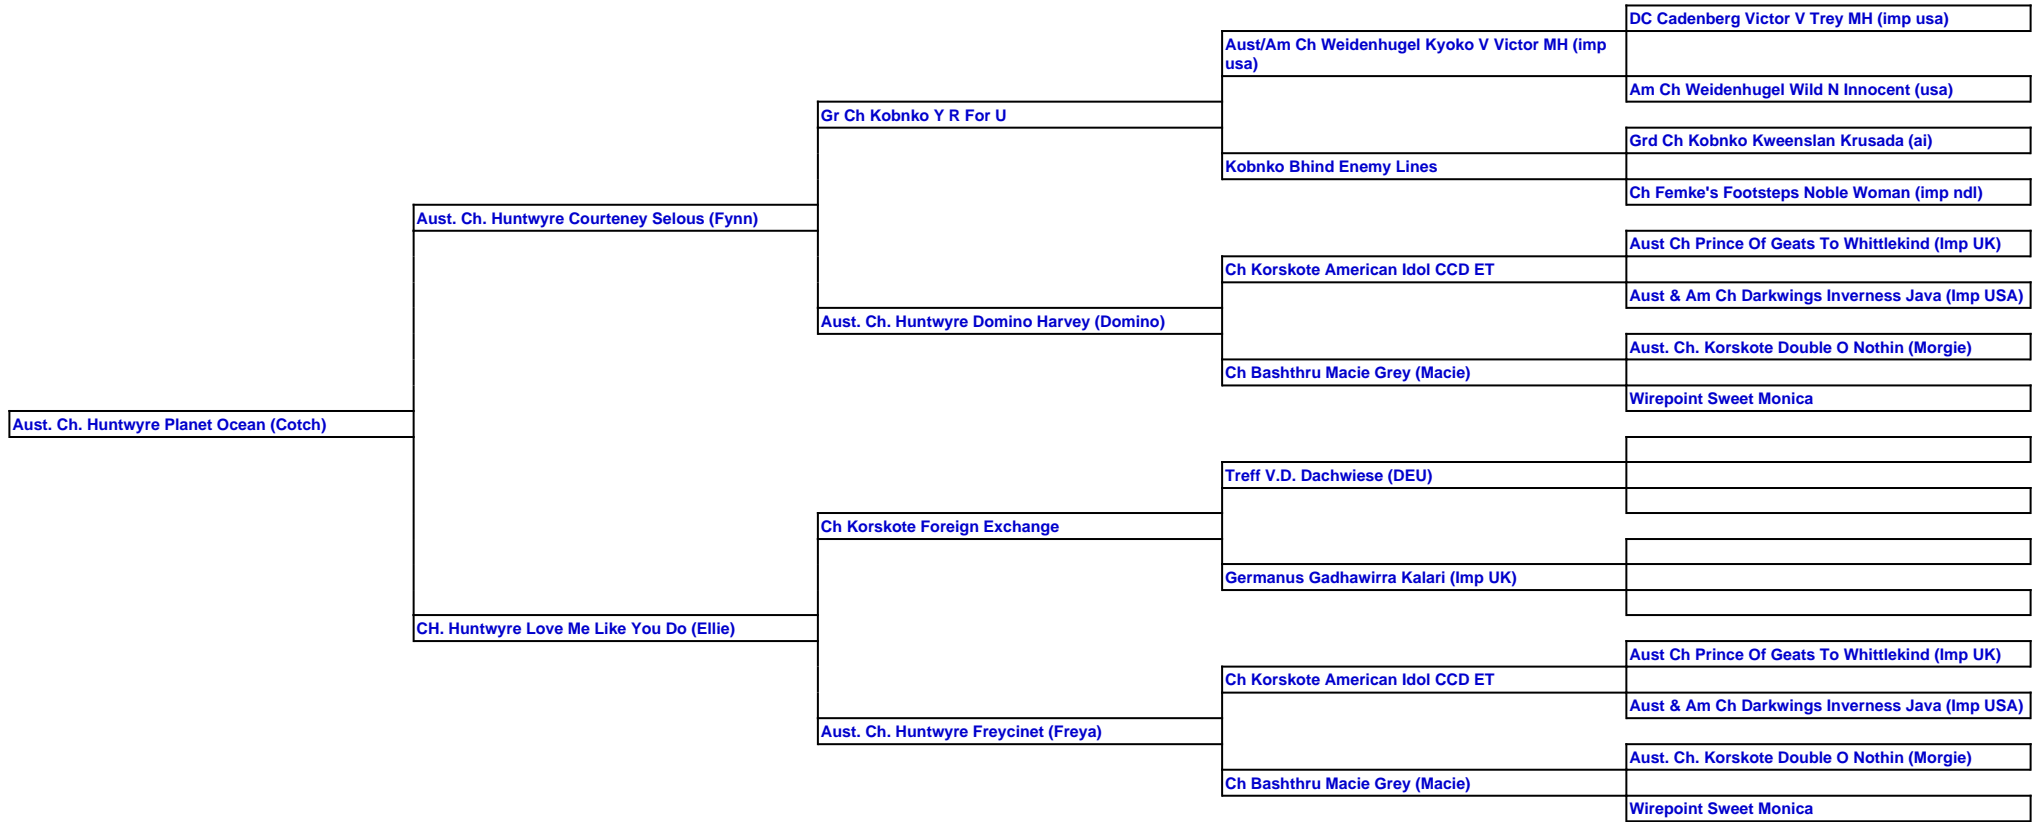 DC Cadenberg Victor V Trey MH (imp usa)
Aust/Am Ch Weidenhugel Kyoko V Victor MH (imp
usa)
Am Ch Weidenhugel Wild N Innocent (usa)
Gr Ch Kobnko Y R For U
Grd Ch Kobnko Kweenslan Krusada (ai)
Kobnko Bhind Enemy Lines
Ch Femke's Footsteps Noble Woman (imp ndl)
Aust. Ch. Huntwyre Courteney Selous (Fynn)
Aust Ch Prince Of Geats To Whittlekind (Imp UK)
Ch Korskote American Idol CCD ET
Aust & Am Ch Darkwings Inverness Java (Imp USA)
Aust. Ch. Huntwyre Domino Harvey (Domino)
Aust. Ch. Korskote Double O Nothin (Morgie)
Ch Bashthru Macie Grey (Macie)
Wirepoint Sweet Monica
Aust. Ch. Huntwyre Planet Ocean (Cotch)
Treff V.D. Dachwiese (DEU)
Ch Korskote Foreign Exchange
Germanus Gadhawirra Kalari (Imp UK)
CH. Huntwyre Love Me Like You Do (Ellie)
Aust Ch Prince Of Geats To Whittlekind (Imp UK)
Ch Korskote American Idol CCD ET
Aust & Am Ch Darkwings Inverness Java (Imp USA)
Aust. Ch. Huntwyre Freycinet (Freya)
Aust. Ch. Korskote Double O Nothin (Morgie)
Ch Bashthru Macie Grey (Macie)
Wirepoint Sweet Monica